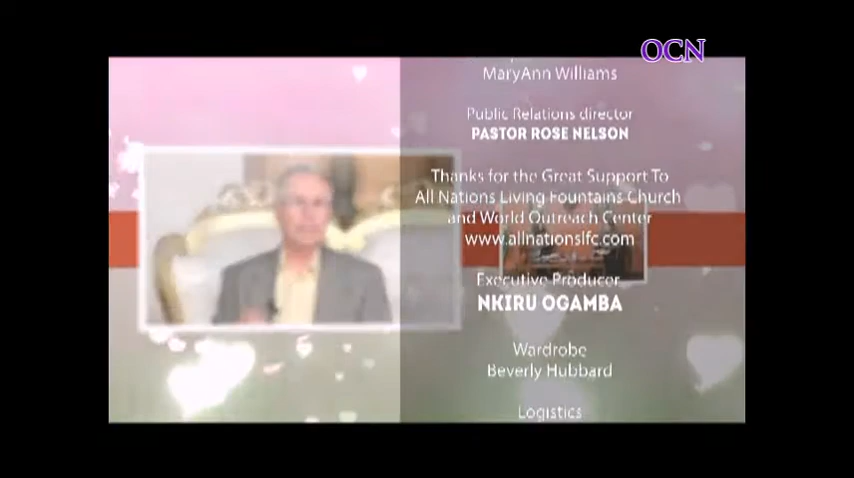 OCN
MaryAnn Williams
Public Relations director
PASTOR ROSE NELSON
Thanks for the Great Support To
All Nations Living Fountains Church
and World Outreach Center
www.allnationslfc.com
Executive Producer
NKIRU OGAMBA
Wardrobe
Beverly Hubbard
Logistics